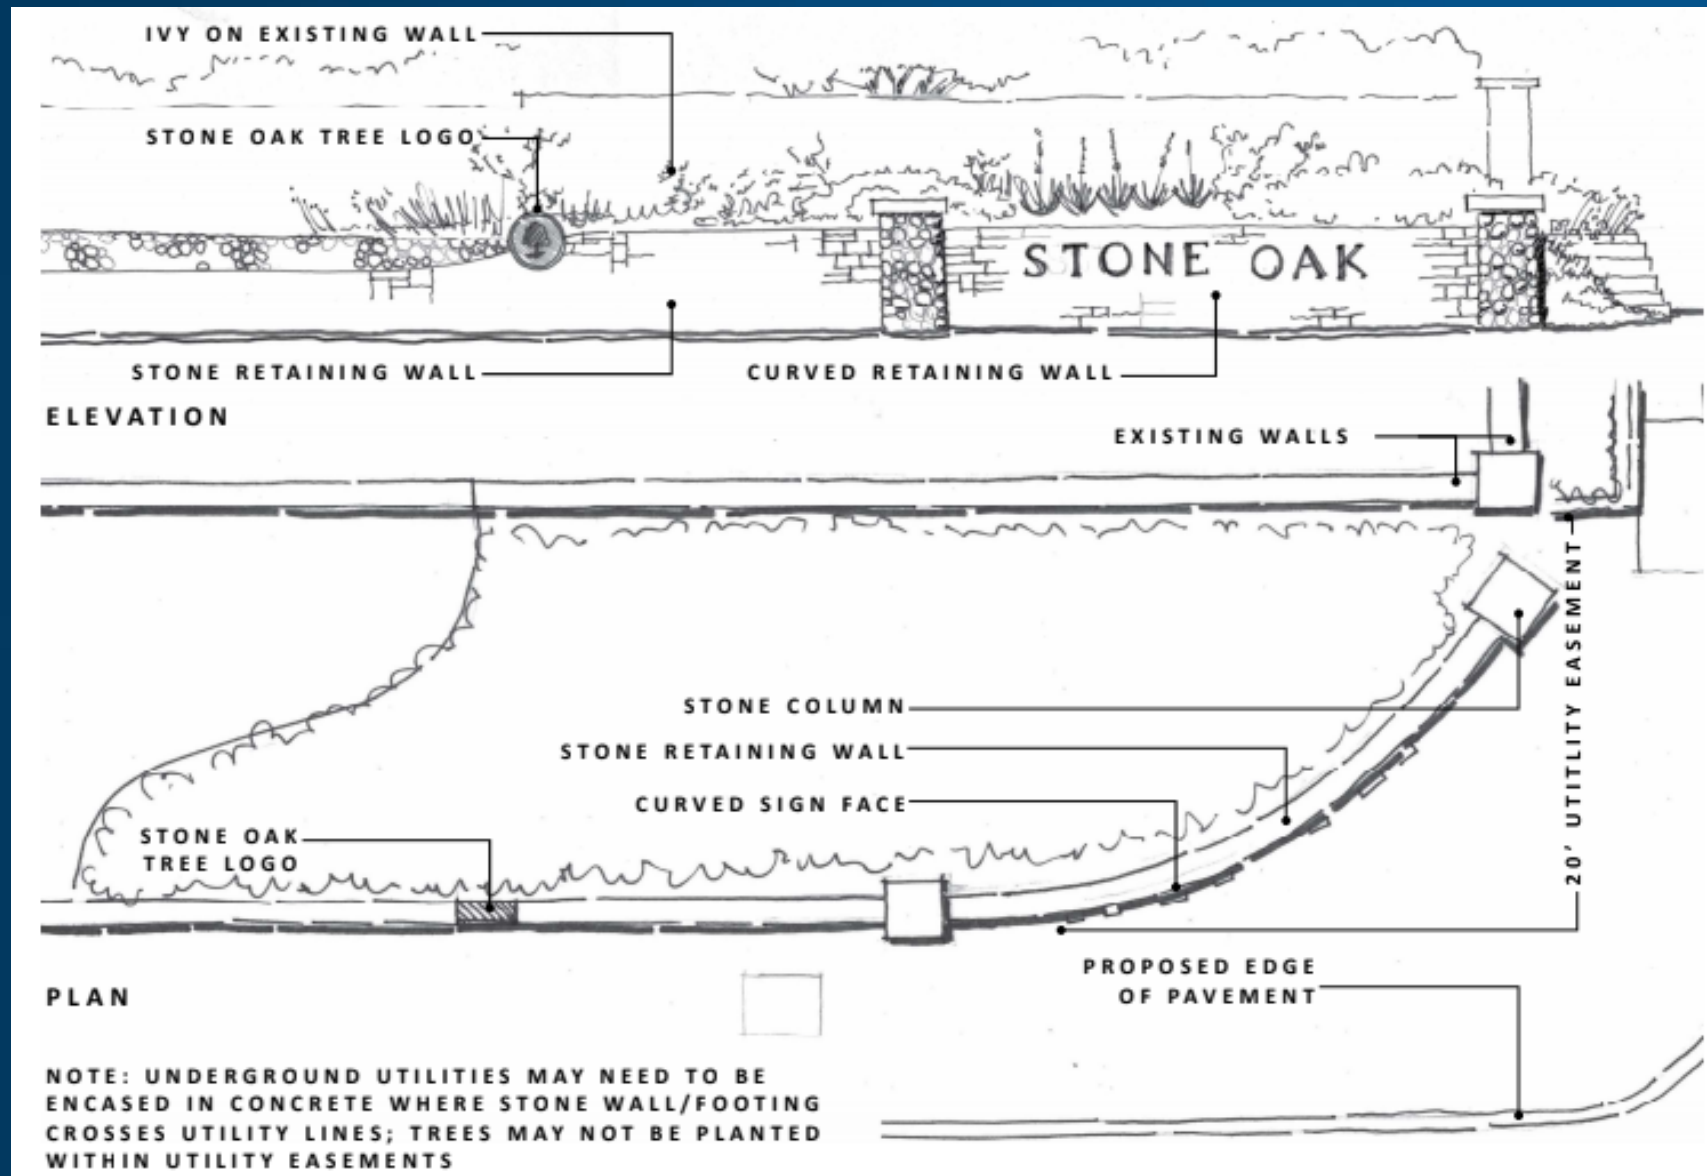 IVY ON EXISTING WALL
STONE OAK TREE LOGO
STONE OAK
STONE RETAINING WALL
CURVED RETAINING WALL
ELEVATION
EXISTING WALLS
20' UTITLTY EASEMENT
STONE COLUMN
STONE RETAINING WALL
CURVED SIGN FACE
STONE OAK
TREE LOGO
PROPOSED EDGE
OF PAVEMENT
PLAN
NOTE: UNDERGROUND UTILITIES MAY NEED TO BE
ENCASED IN CONCRETE WHERE STONE WALL/FOOTING
CROSSES UTILITY LINES; TREES MAY NOT BE PLANTED
WITHIN UTILITY EASEMENTS